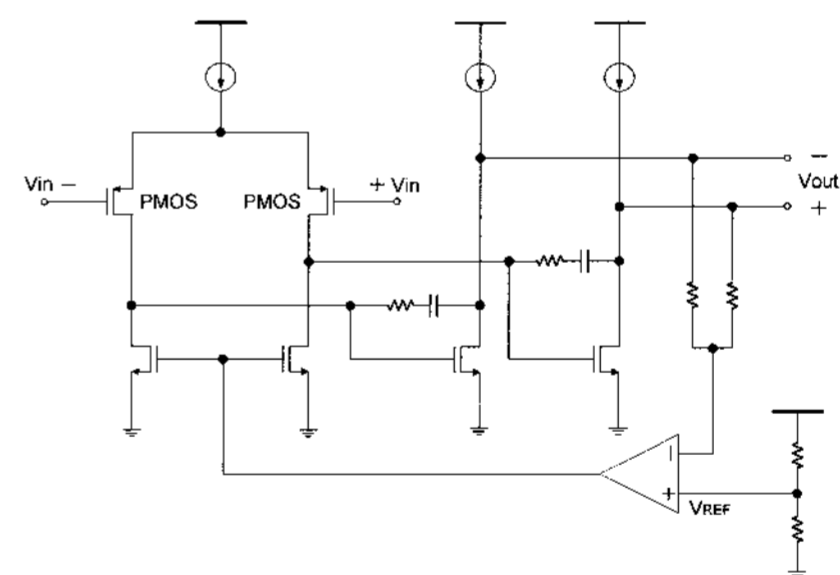 Vin −
PMOS
PMOS
+ Vin
−
Vout
+
−
+
VREF